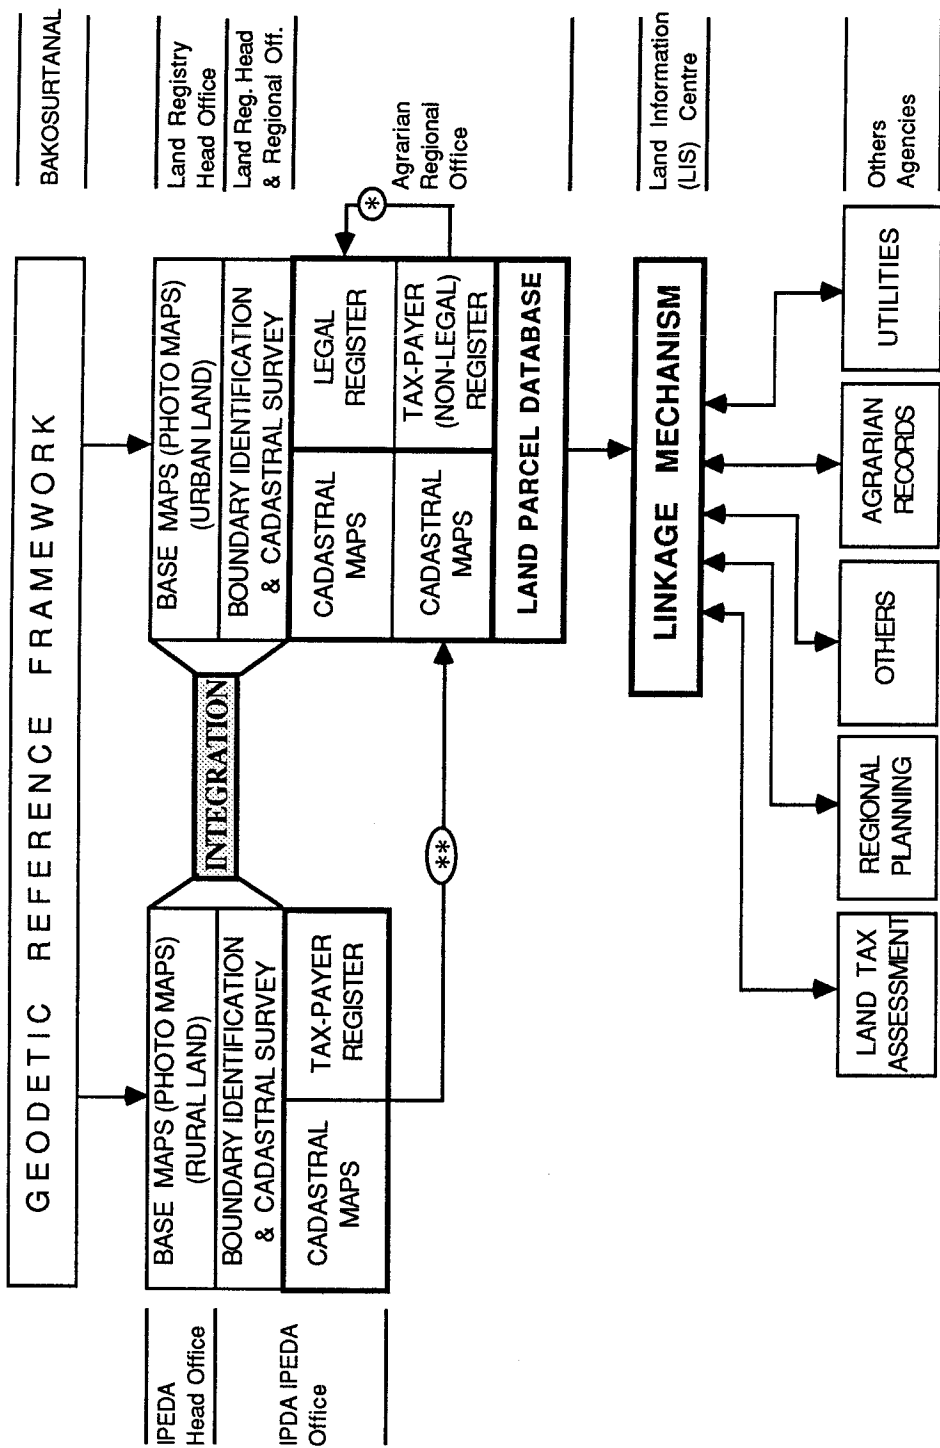 GEODETIC REFERENCE FRAMEWORK
BAKOSURTANAL
IPEDA
Head Office
BASE MAPS (PHOTO MAPS)
(RURAL LAND)
BASE MAPS (PHOTO MAPS)
(URBAN LAND)
Land Registry
Head Office
INTEGRATION
IPDA IPEDA
Office
BOUNDARY IDENTIFICATION
& CADASTRAL SURVEY
BOUNDARY IDENTIFICATION
& CADASTRAL SURVEY
Land Reg. Head
& Regional Off.
CADASTRAL
MAPS
TAX-PAYER
REGISTER
CADASTRAL
MAPS
LEGAL
REGISTER
*
Agrarian
Regional
Office
CADASTRAL
MAPS
TAX-PAYER
(NON-LEGAL)
REGISTER
**
LAND PARCEL DATABASE
LINKAGE MECHANISM
Land Information
(LIS) Centre
LAND TAX
ASSESSMENT
REGIONAL
PLANNING
OTHERS
AGRARIAN
RECORDS
UTILITIES
Others
Agencies